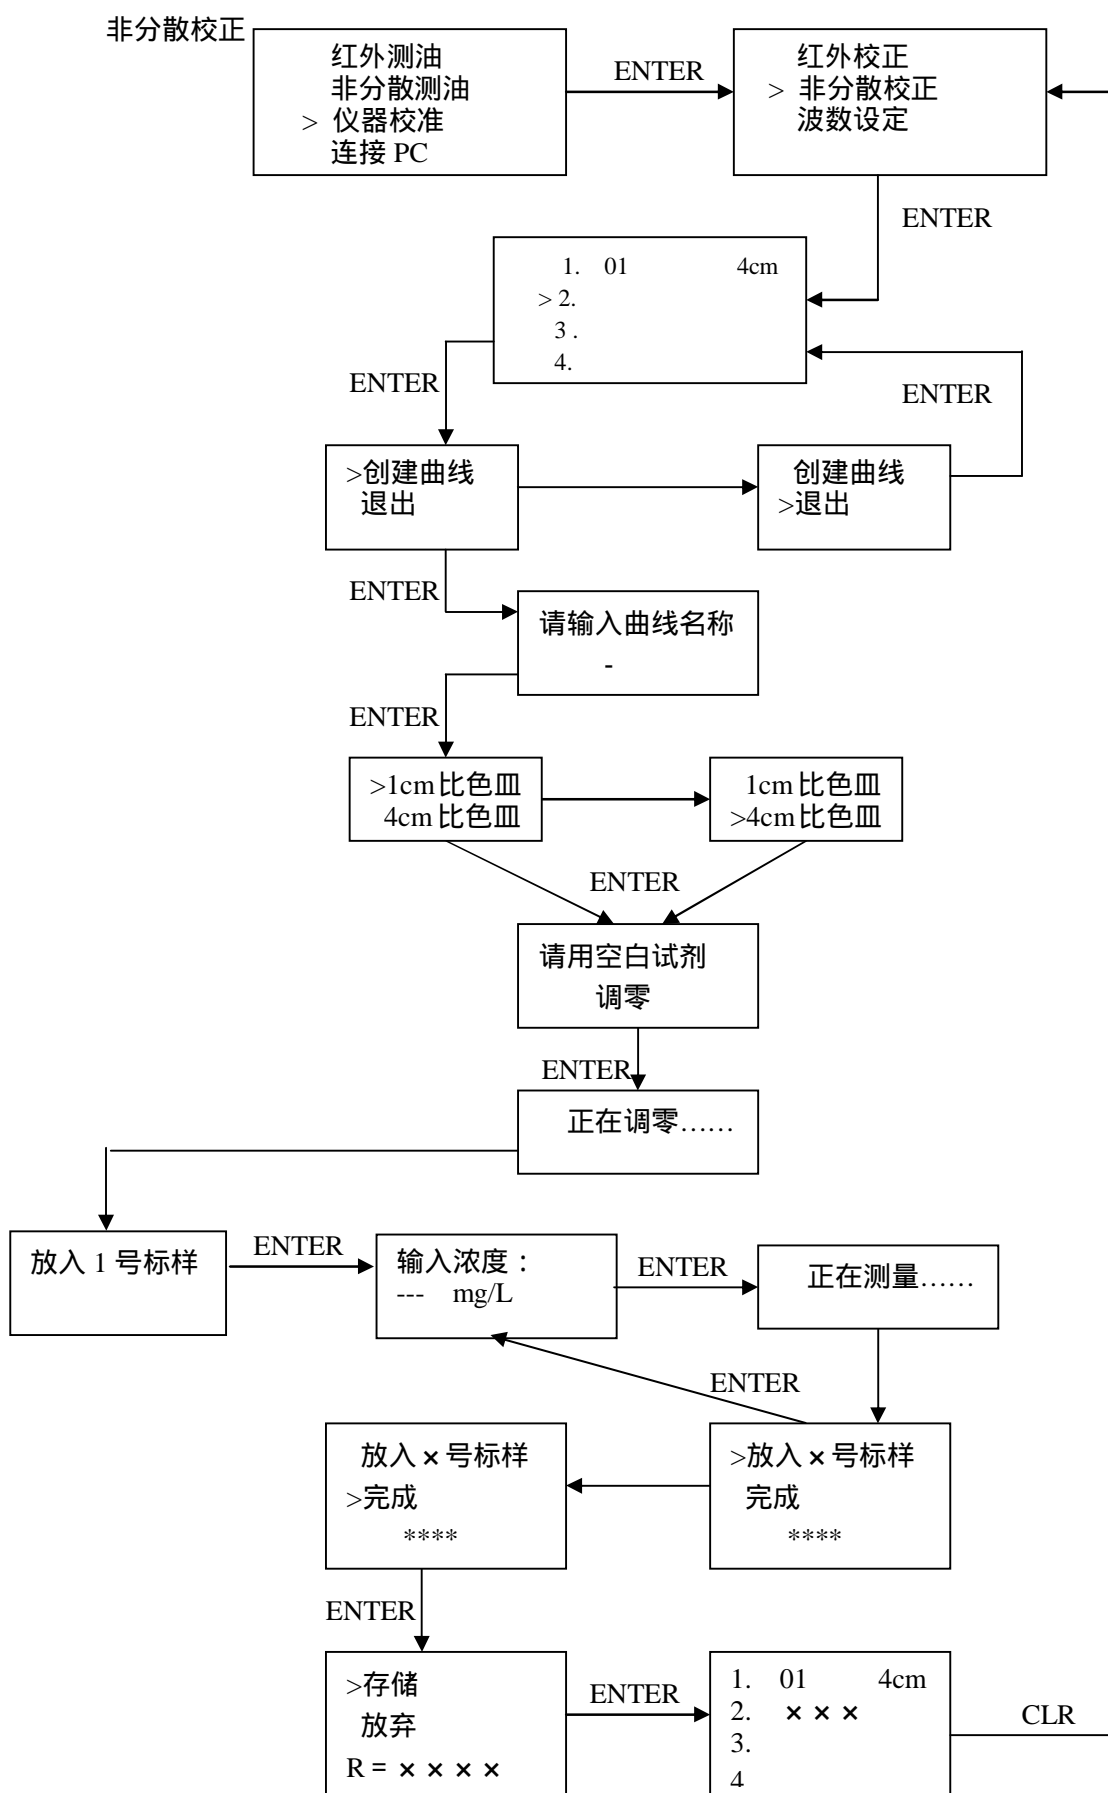 非分散校正
红外测油
非分散测油
> 仪器校准
连接 PC
ENTER
红外校正
> 非分散校正
波数设定
ENTER
1. 01 4cm
> 2.
3 .
4.
ENTER
ENTER
>创建曲线
退出
创建曲线
>退出
ENTER
请输入曲线名称
-
ENTER
>1cm 比色皿
4cm 比色皿
1cm 比色皿
>4cm 比色皿
ENTER
请用空白试剂
调零
ENTER
正在调零……
放入 1 号标样
ENTER
输入浓度：
--- mg/L
ENTER
正在测量……
ENTER
放入 × 号标样
>完成
****
>放入 × 号标样
完成
****
ENTER
>存储
放弃
R = × × × ×
ENTER
1. 01 4cm
2. × × ×
3.
4
CLR